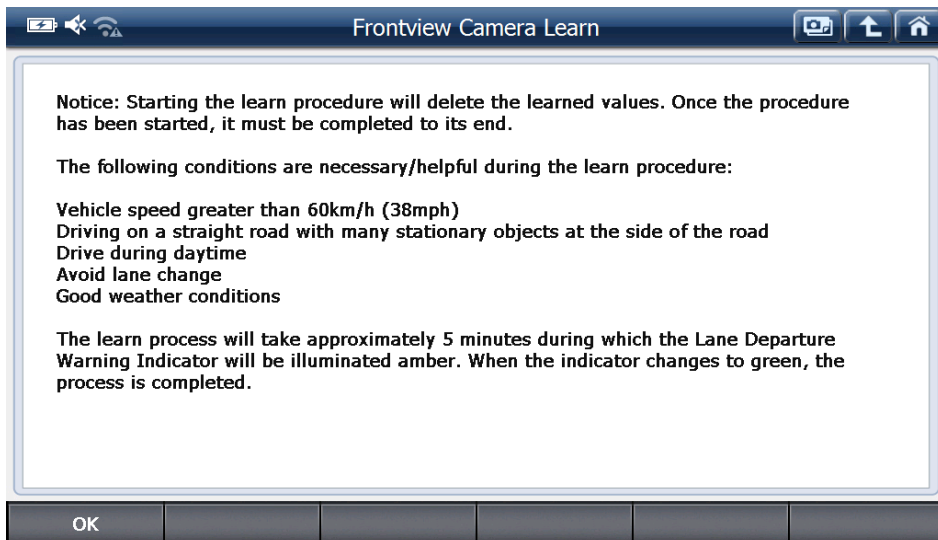 Frontview Camera Learn
Notice: Starting the learn procedure will delete the learned values. Once the procedure
has been started, it must be completed to its end.
The following conditions are necessary/helpful during the learn procedure:
Vehicle speed greater than 60km/h (38mph)
Driving on a straight road with many stationary objects at the side of the road
Drive during daytime
Avoid lane change
Good weather conditions
The learn process will take approximately 5 minutes during which the Lane Departure
Warning Indicator will be illuminated amber. When the indicator changes to green, the
process is completed.
OK